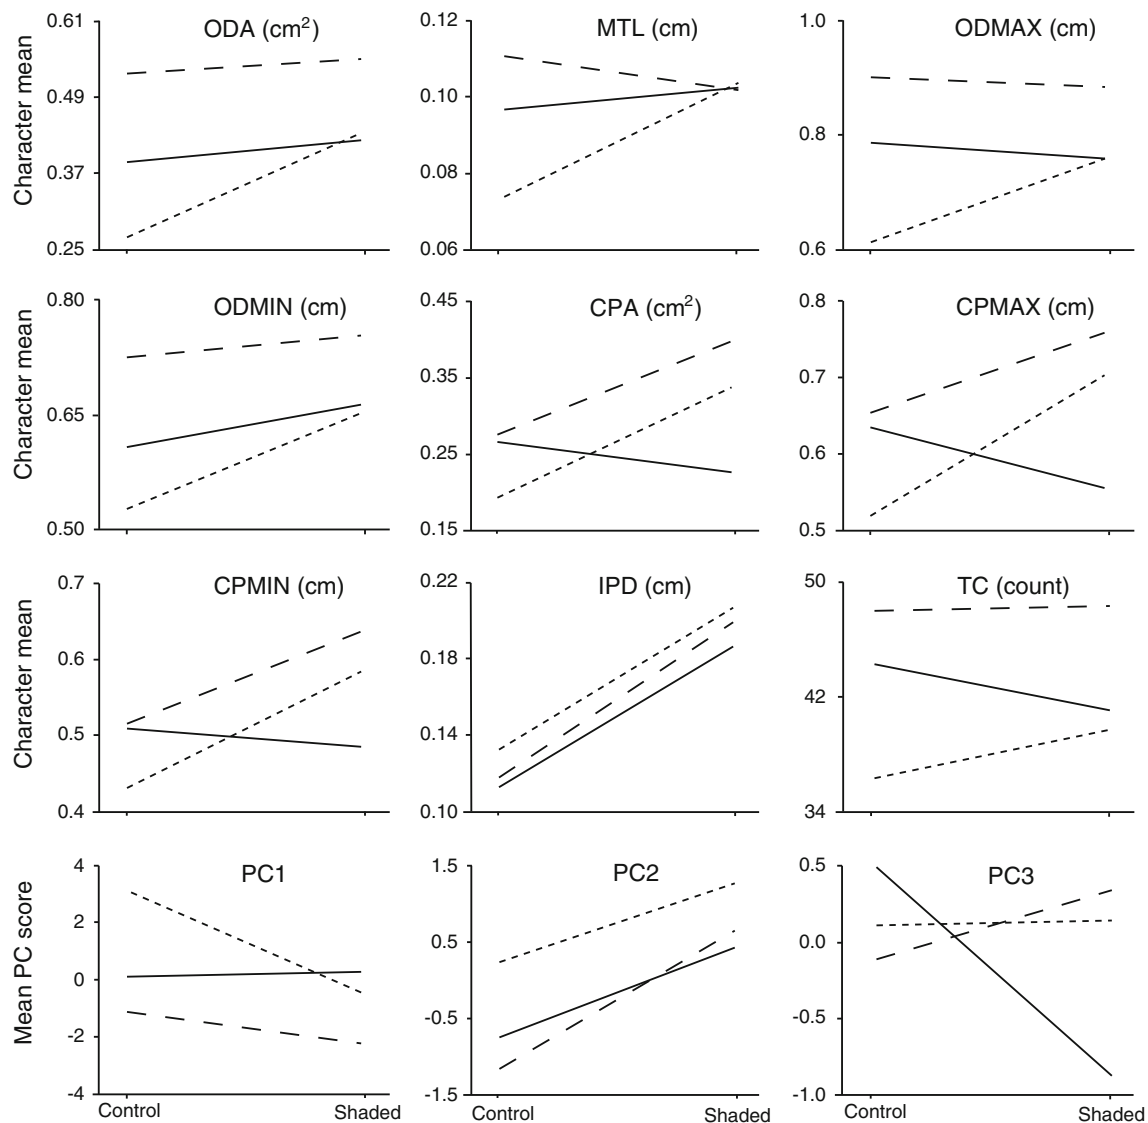 ODA (cm²)
MTL (cm)
ODMAX (cm)
Character mean
0.61
0.49
0.37
0.25
0.12
0.10
0.08
0.06
1.0
0.8
0.6
ODMIN (cm)
CPA (cm²)
CPMAX (cm)
Character mean
0.80
0.65
0.50
0.45
0.35
0.25
0.15
0.8
0.7
0.6
0.5
CPMIN (cm)
IPD (cm)
TC (count)
Character mean
0.7
0.6
0.5
0.4
0.22
0.18
0.14
0.10
50
42
34
PC1
PC2
PC3
Mean PC score
4
2
0
-2
-4
1.5
0.5
-0.5
-1.5
0.5
0.0
-0.5
-1.0
Control
Shaded
Control
Shaded
Control
Shaded